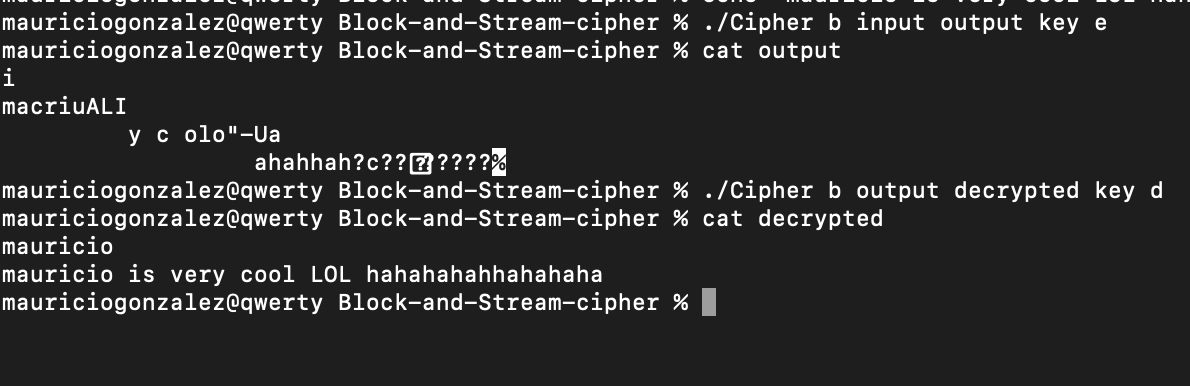 mauriciogonzalez@qwerty Block-and-Stream-cipher % ./Cipher b input output key e
mauriciogonzalez@qwerty Block-and-Stream-cipher % cat output
i
macriuALI
y c olo"-Ua
ahahhah?c??⍰?????%
mauriciogonzalez@qwerty Block-and-Stream-cipher % ./Cipher b output decrypted key d
mauriciogonzalez@qwerty Block-and-Stream-cipher % cat decrypted
mauricio
mauricio is very cool LOL hahahahahhahahaha
mauriciogonzalez@qwerty Block-and-Stream-cipher %